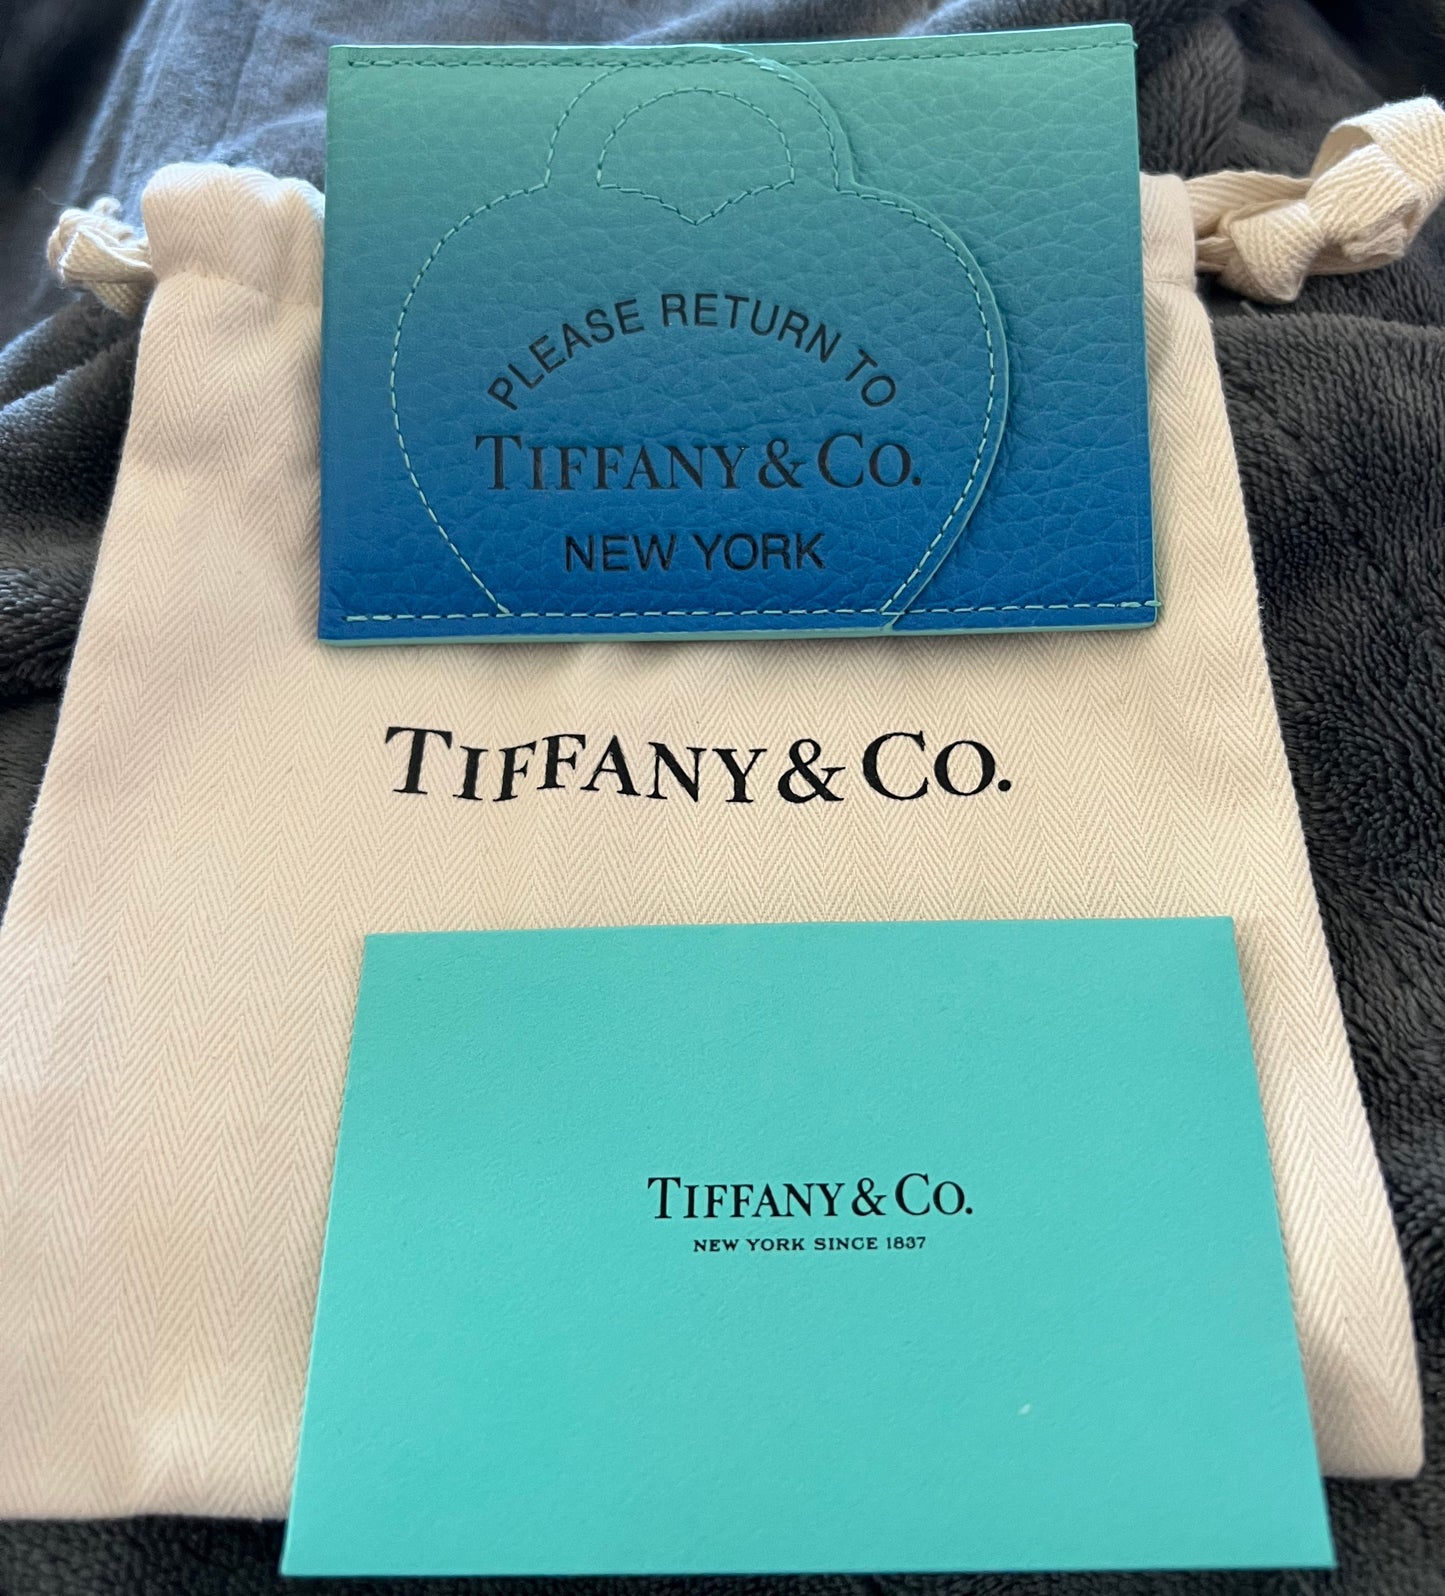 PLEASE RETURN TO
TIFFANY & CO.
NEW YORK
TIFFANY & CO.
TIFFANY & CO.
NEW YORK SINCE 1837